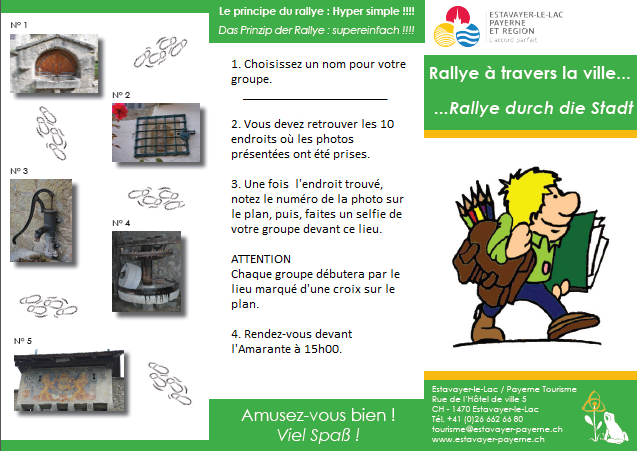 N° 1
N° 2
N° 3
N° 4
N° 5
Le principe du rallye : Hyper simple !!!!
Das Prinzip der Rallye : supereinfach !!!!
1. Choisissez un nom pour votre
groupe.
2. Vous devez retrouver les 10
endroits où les photos
présentées ont été prises.
3. Une fois l'endroit trouvé,
notez le numéro de la photo sur
le plan, puis, faites un selfie de
votre groupe devant ce lieu.
ATTENTION
Chaque groupe débutera par le
lieu marqué d'une croix sur le
plan.
4. Rendez-vous devant
l'Amarante à 15h00.
Amusez-vous bien !
Viel Spaß !
ESTAVAYER-LE-LAC
PAYERNE
ET RÉGION
L'accord parfait
Rallye à travers la ville...
...Rallye durch die Stadt
Estavayer-le-Lac / Payerne Tourisme
Rue de l'Hôtel de ville 5
CH - 1470 Estavayer-le-Lac
Tél. +41 (0)26 662 66 80
tourisme@estavayer-payerne.ch
www.estavayer-payerne.ch